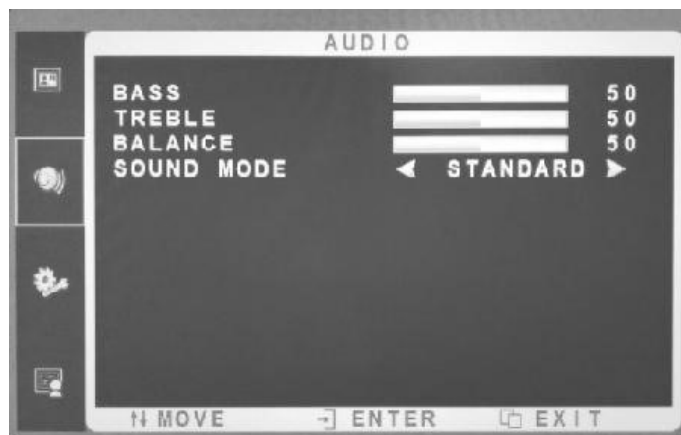 AUDIO
BASS 50
TREBLE 50
BALANCE 50
SOUND MODE STANDARD
MOVE ENTER EXIT